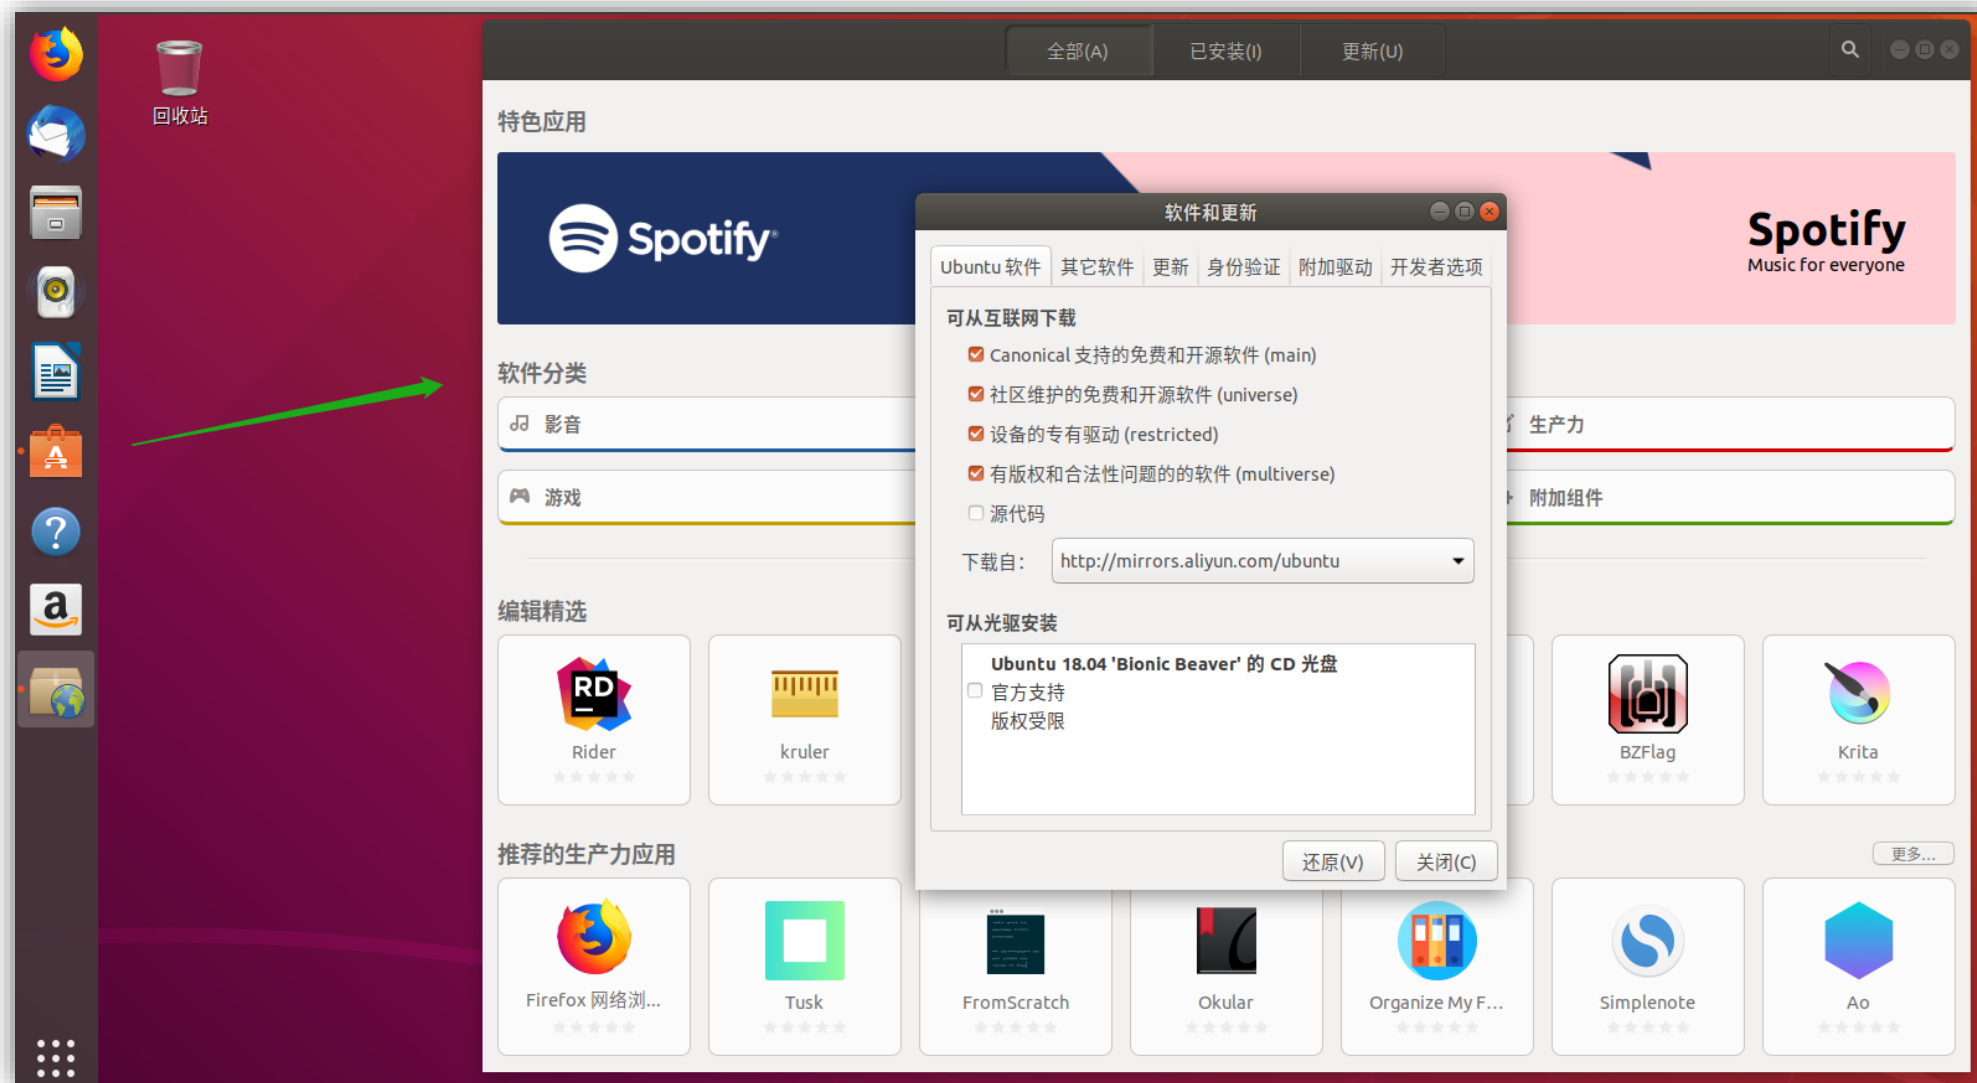 回收站
全部(A) 已安装(I) 更新(U)
特色应用
Spotify
Spotify
Music for everyone
软件分类
影音
游戏
生产力
附加组件
编辑精选
RD
Rider
kruler
BZFlag
Krita
推荐的生产力应用
更多...
Firefox 网络浏...
Tusk
FromScratch
Okular
Organize My F...
Simplenote
Ao
软件和更新
Ubuntu 软件 其它软件 更新 身份验证 附加驱动 开发者选项
可从互联网下载
Canonical 支持的免费和开源软件 (main)
社区维护的免费和开源软件 (universe)
设备的专有驱动 (restricted)
有版权和合法性问题的的软件 (multiverse)
源代码
下载自： http://mirrors.aliyun.com/ubuntu
可从光驱安装
Ubuntu 18.04 'Bionic Beaver' 的 CD 光盘
官方支持
版权受限
还原(V) 关闭(C)